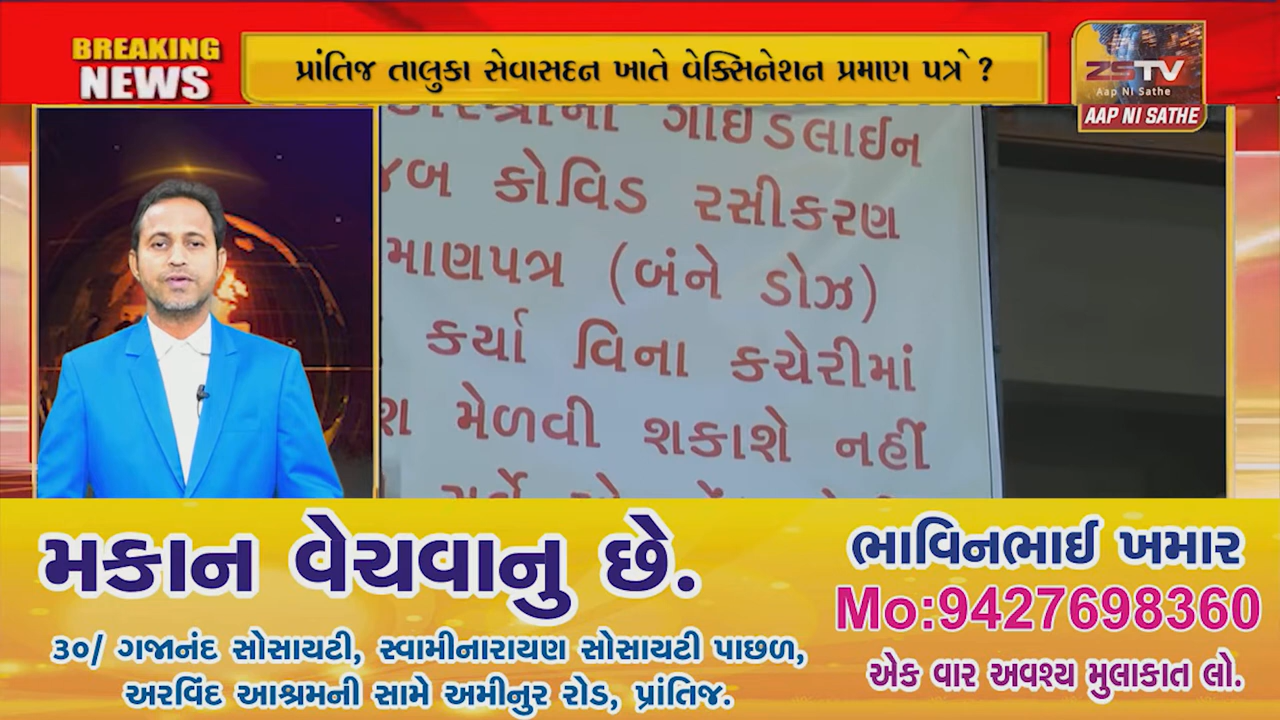 BREAKING
NEWS
પ્રાંતિજ તાલુકા સેવાસદન ખાતે વેક્સિનેશન પ્રમાણ પત્ર ?
ZSTV
Aap Ni Sathe
AAP NI SATHE
ગાઈડલાઈન
કોવિડ રસીકરણ
માણપત્ર (બંને ડોઝ)
કર્યા વિના કચેરીમાં
મેળવી શકાશે નહીં
મકાન વેચવાનુ છે.
૩૦/ ગજાનંદ સોસાયટી, સ્વામીનારાયણ સોસાયટી પાછળ,
અરવિંદ આશ્રમની સામે અમીનુર રોડ, પ્રાંતિજ.
ભાવિનભાઈ ખમાર
Mo:9427698360
એક વાર અવશ્ય મુલાકાત લો.